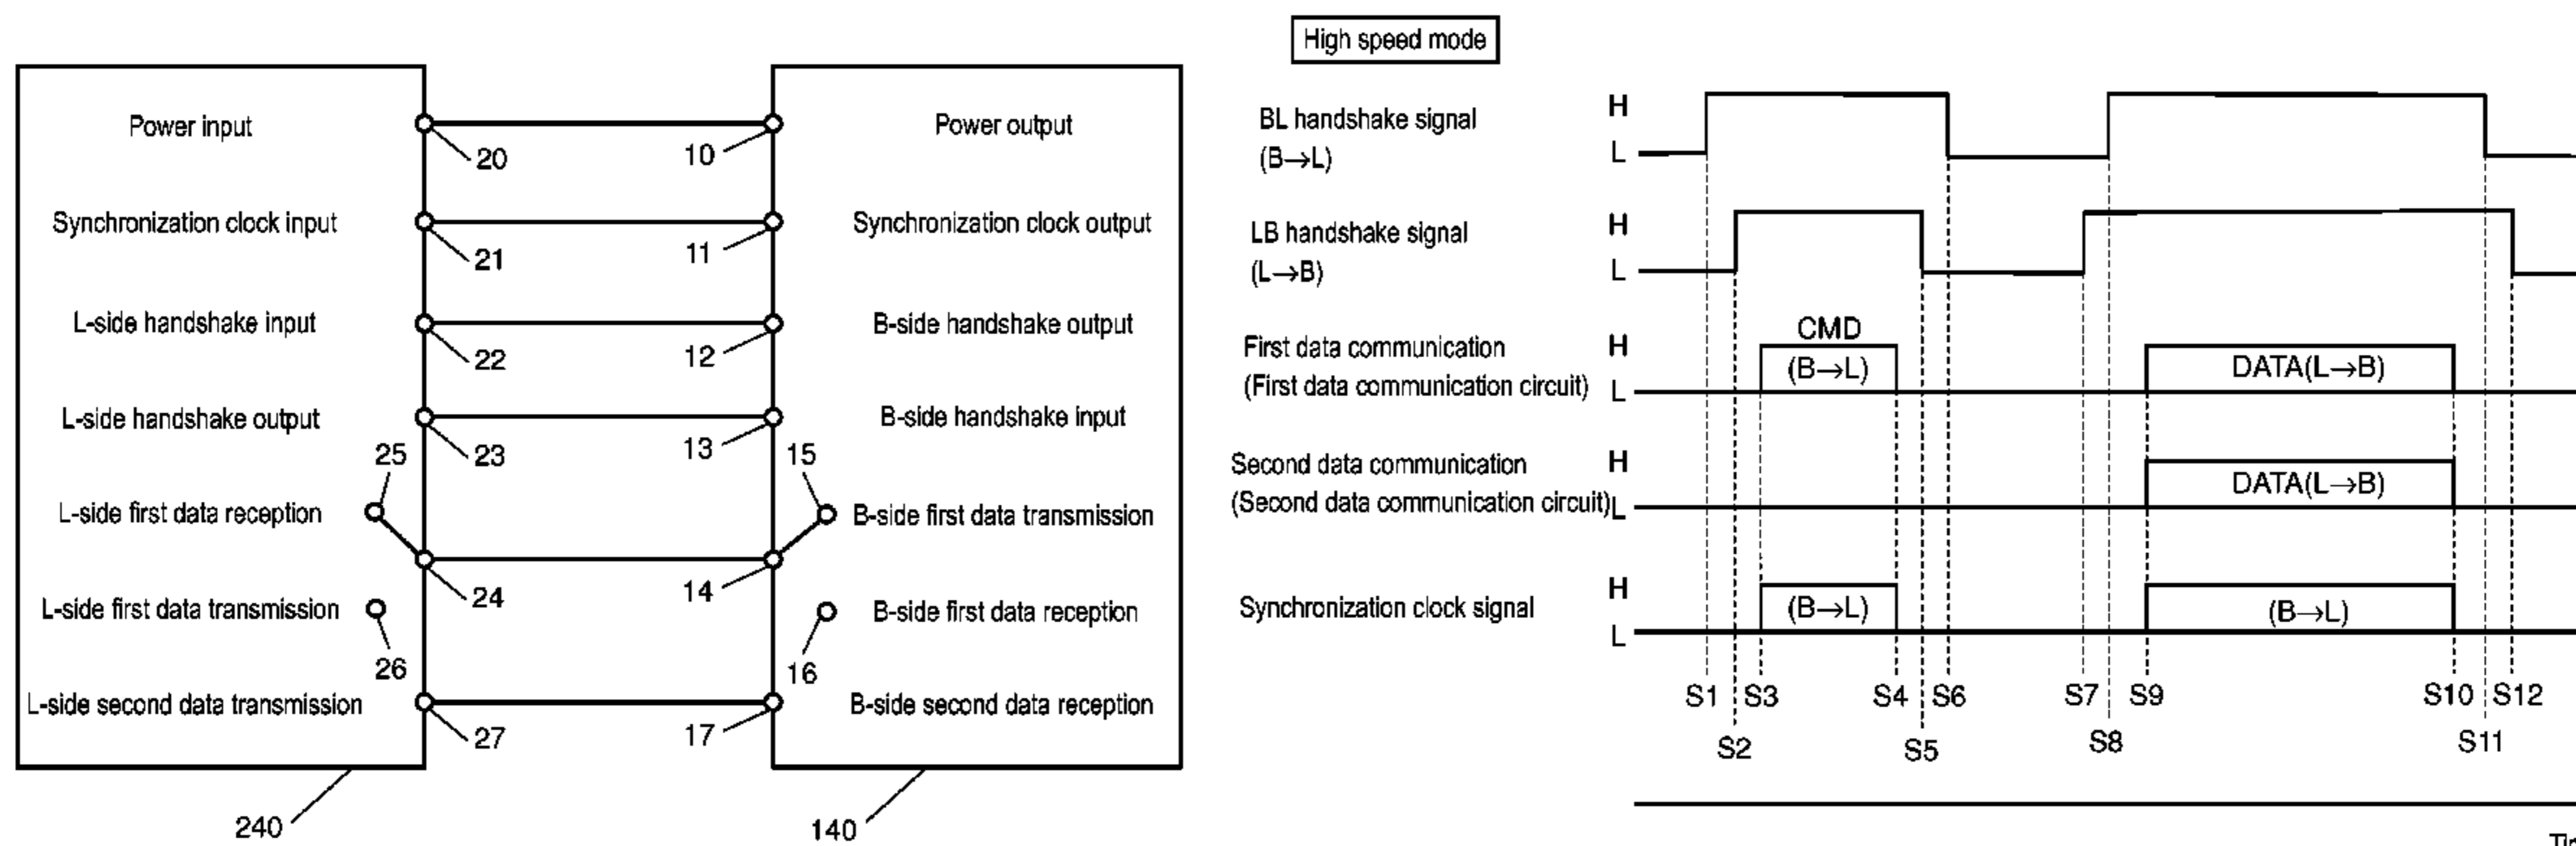 High speed mode
Power input
Power output
20
10
Synchronization clock input
Synchronization clock output
21
11
L-side handshake input
B-side handshake output
22
12
L-side handshake output
B-side handshake input
23
13
25
15
L-side first data reception
B-side first data transmission
24
14
L-side first data transmission
B-side first data reception
26
16
L-side second data transmission
B-side second data reception
27
17
240
140
BL handshake signal
(B→L)
H
L
LB handshake signal
(L→B)
H
L
First data communication
(First data communication circuit)
H
L
CMD
(B→L)
DATA(L→B)
Second data communication
(Second data communication circuit)
H
L
DATA(L→B)
Synchronization clock signal
H
L
(B→L)
(B→L)
S1 S3 S4 S6 S7 S9 S10 S12
S2 S5 S8 S11